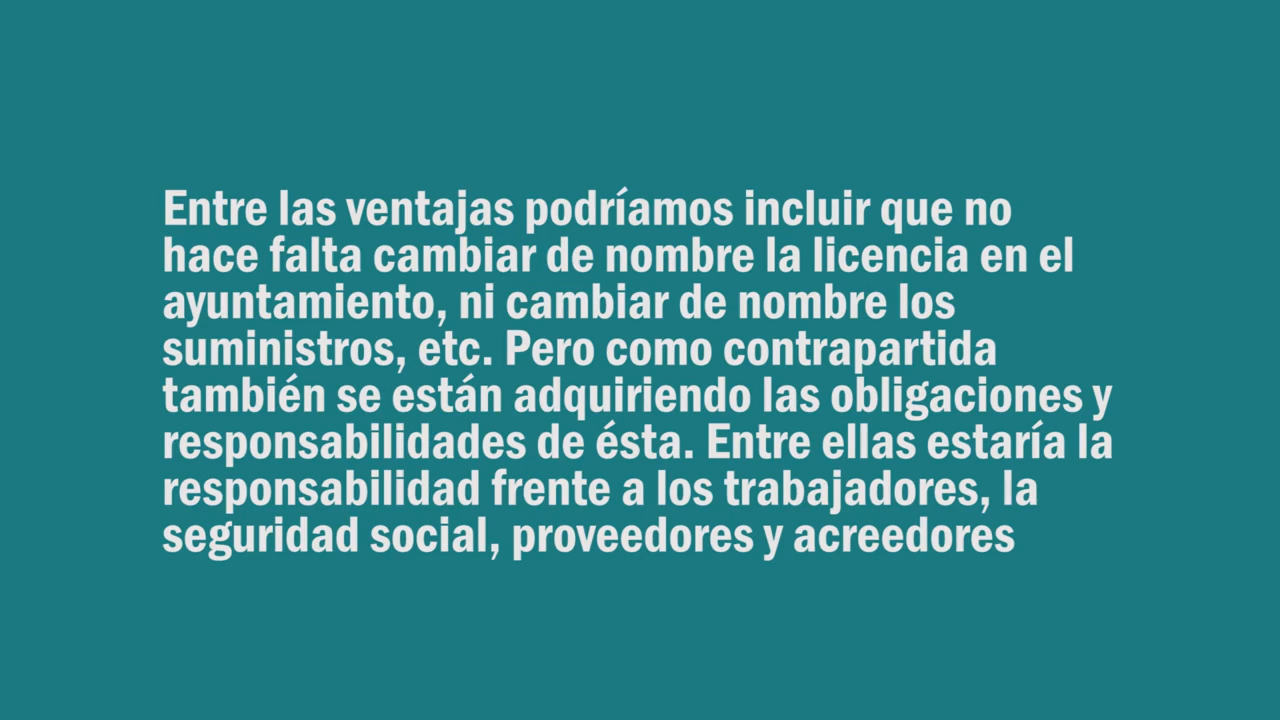 Entre las ventajas podríamos incluir que no
hace falta cambiar de nombre la licencia en el
ayuntamiento, ni cambiar de nombre los
suministros, etc. Pero como contrapartida
también se están adquiriendo las obligaciones y
responsabilidades de ésta. Entre ellas estaría la
responsabilidad frente a los trabajadores, la
seguridad social, proveedores y acreedores